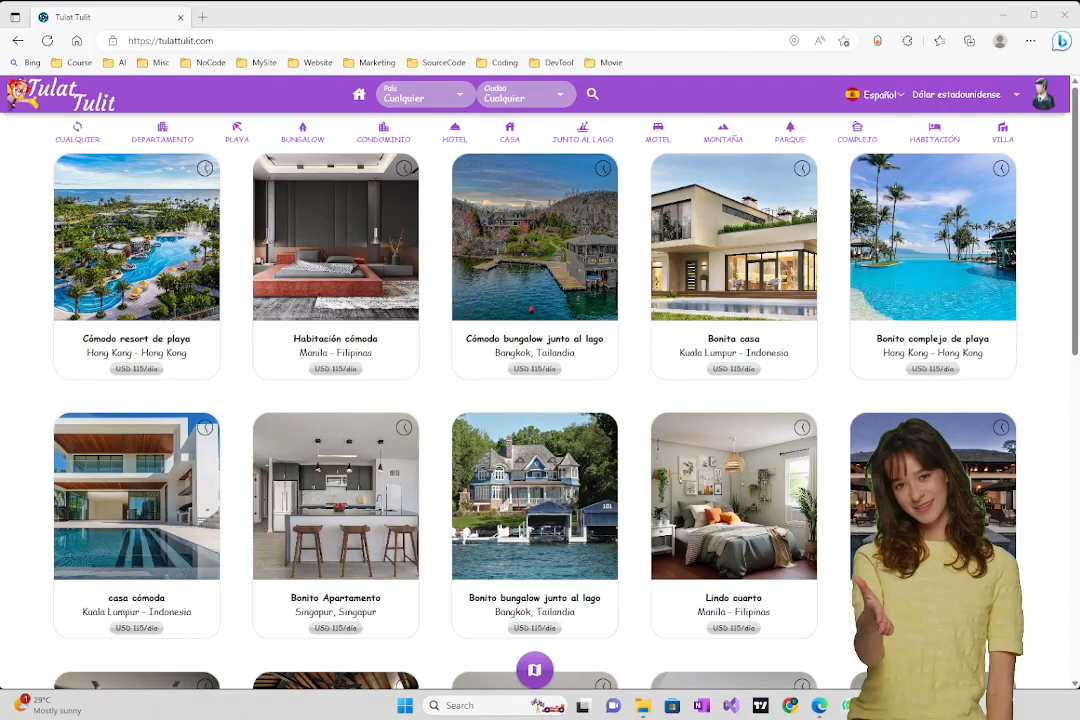 Tulat Tulit
https://tulattulit.com
Bing
Course
AI
Misc
NoCode
MySite
Website
Marketing
SourceCode
Coding
DevTool
Movie
Tulat
Tulit
País
Cualquier
Ciudad
Cualquier
Español
Dólar estadounidense
CUALQUIER
DEPARTAMENTO
PLAYA
BUNGALOW
CONDOMINIO
HOTEL
CASA
JUNTO AL LAGO
MOTEL
MONTAÑA
PARQUE
COMPLEJO
HABITACIÓN
VILLA
Cómodo resort de playa
Hong Kong - Hong Kong
USD 115/día
Habitación cómoda
Manila - Filipinas
USD 115/día
Cómodo bungalow junto al lago
Bangkok, Tailandia
USD 115/día
Bonita casa
Kuala Lumpur - Indonesia
USD 115/día
Bonito complejo de playa
Hong Kong - Hong Kong
USD 115/día
casa cómoda
Kuala Lumpur - Indonesia
USD 115/día
Bonito Apartamento
Singapur, Singapur
USD 115/día
Bonito bungalow junto al lago
Bangkok, Tailandia
USD 115/día
Lindo cuarto
Manila - Filipinas
USD 115/día
1
29°C
Mostly sunny
Search